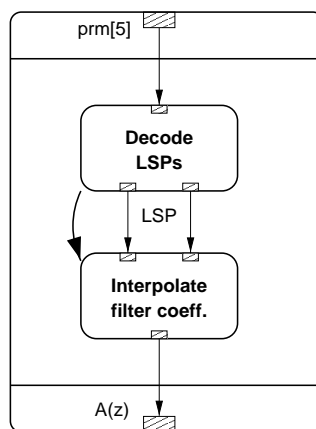 prm[5]
Decode
LSPs
LSP
Interpolate
filter coeff.
A(z)